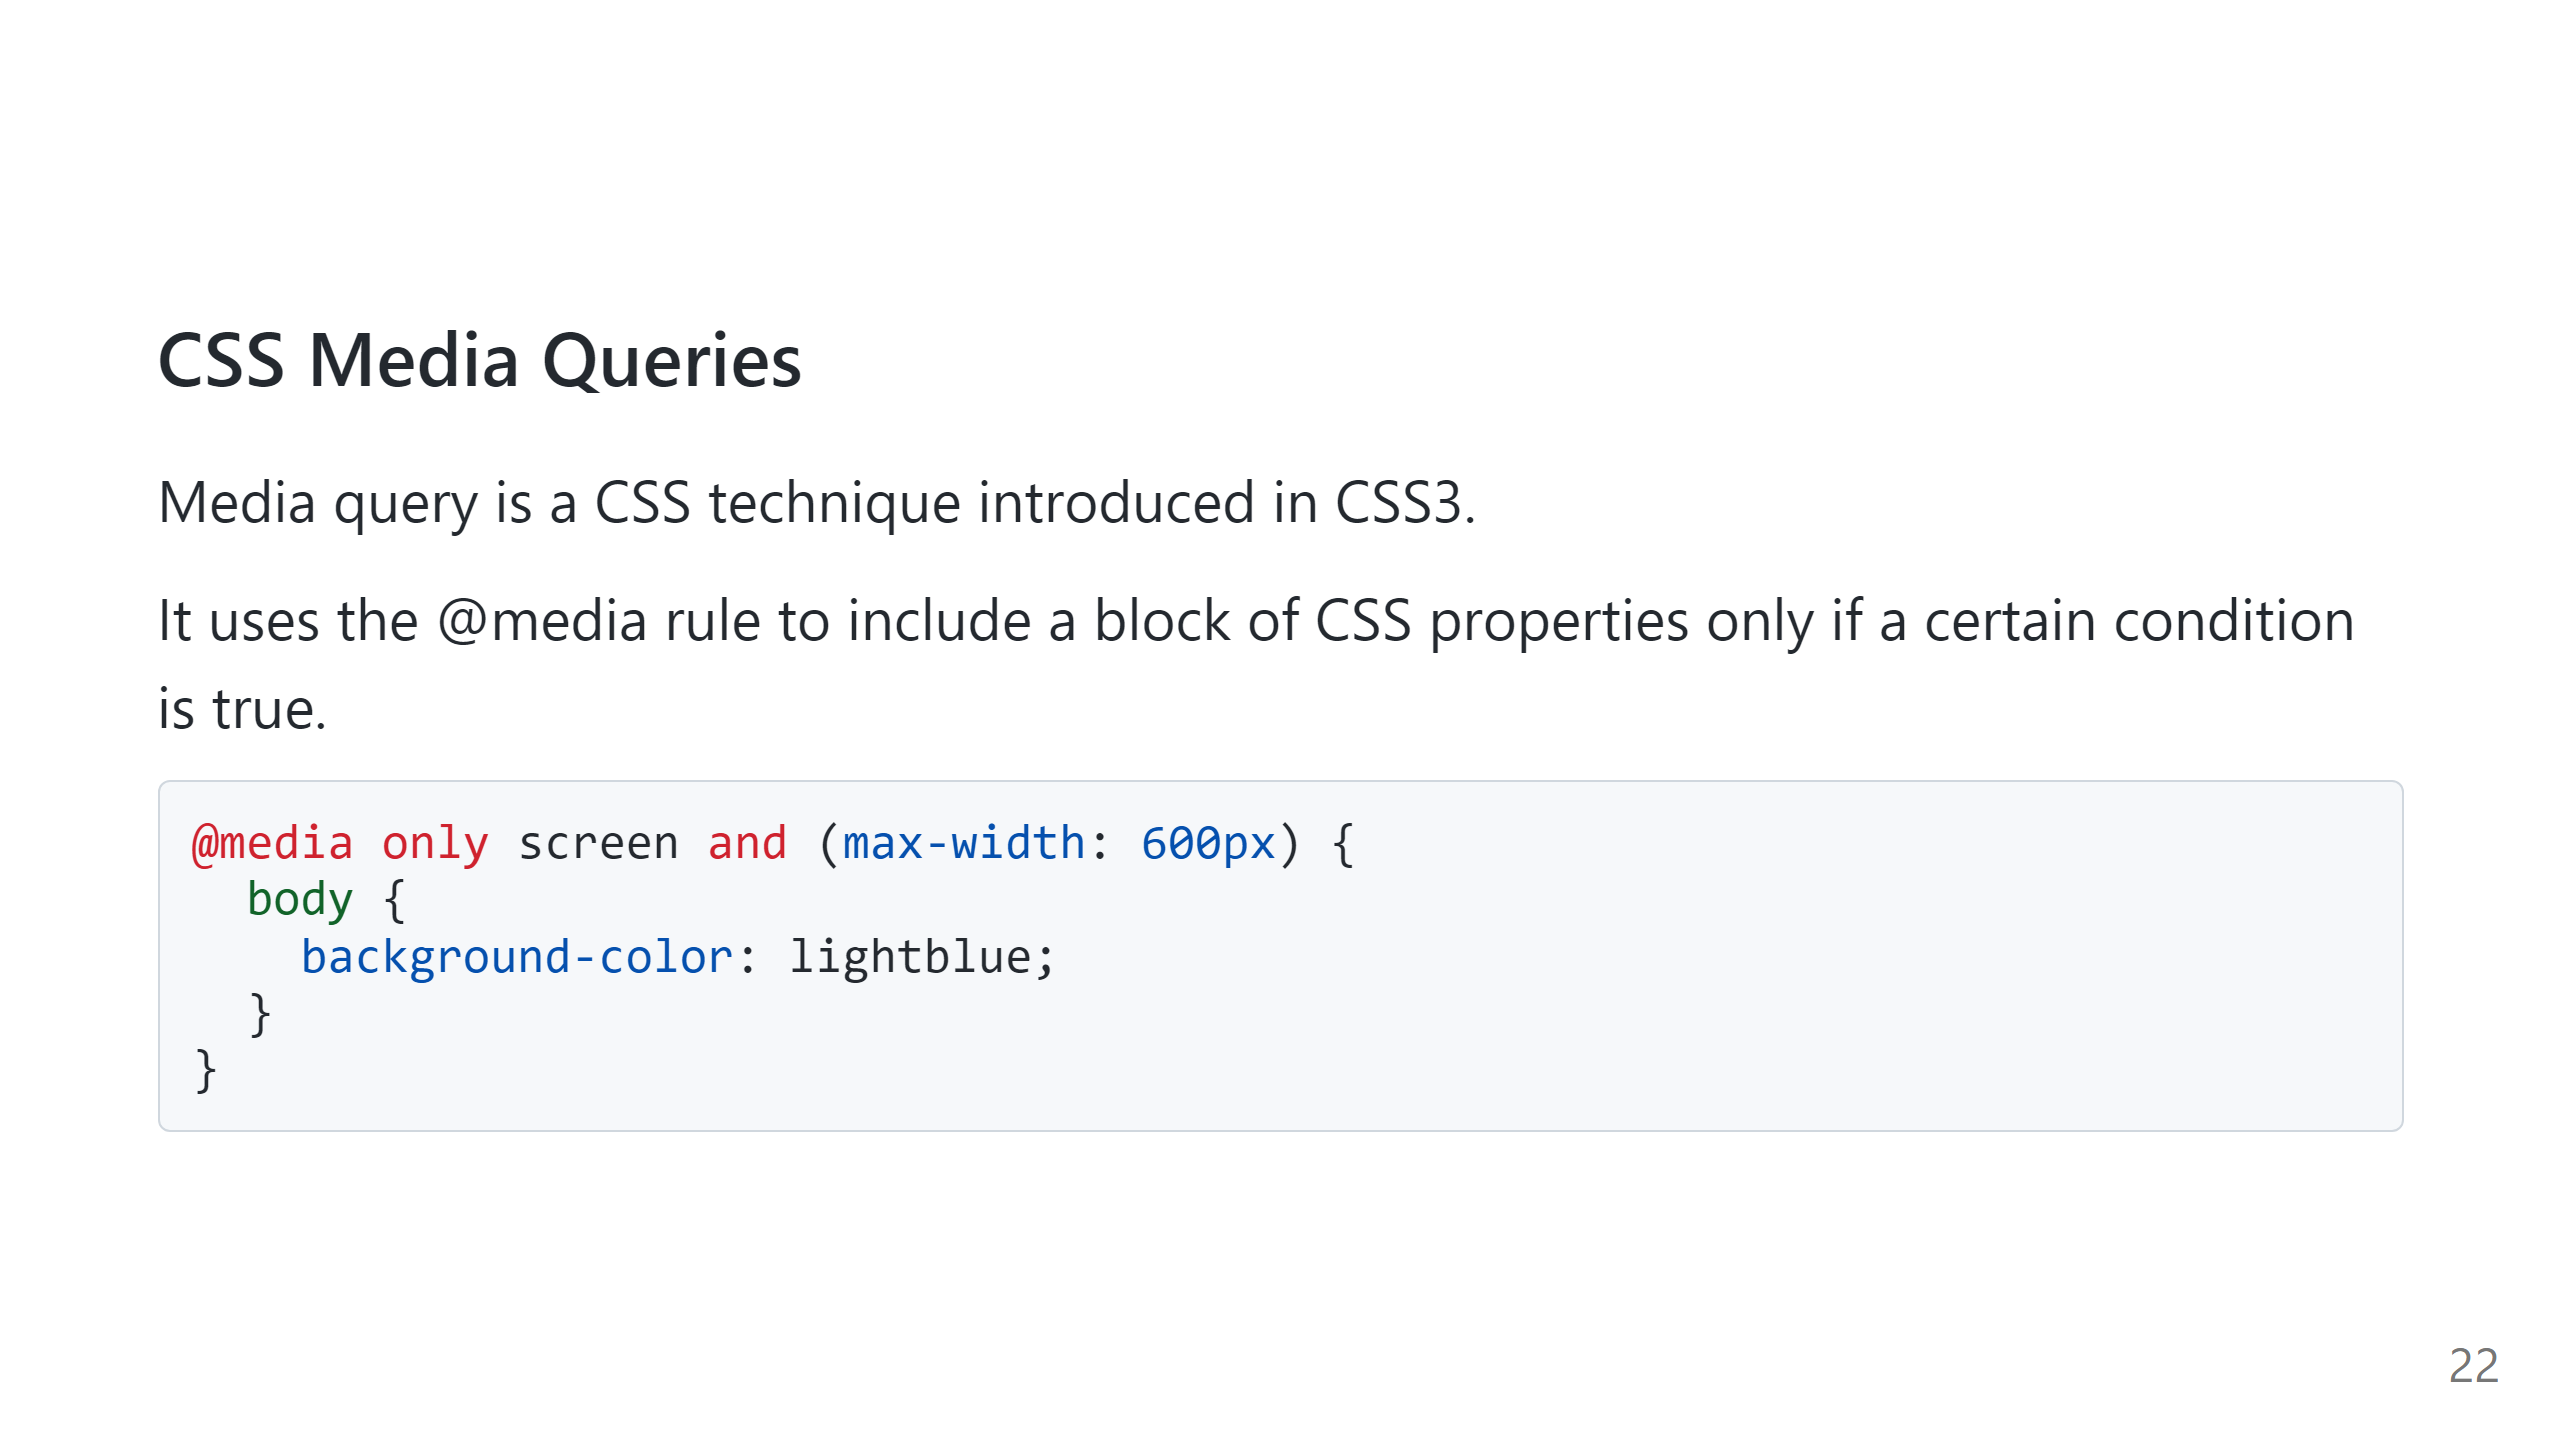 CSS Media Queries
Media query is a CSS technique introduced in CSS3.
It uses the @media rule to include a block of CSS properties only if a certain condition
is true.
@media only screen and (max-width: 600px) {
  body {
    background-color: lightblue;
  }
}
22